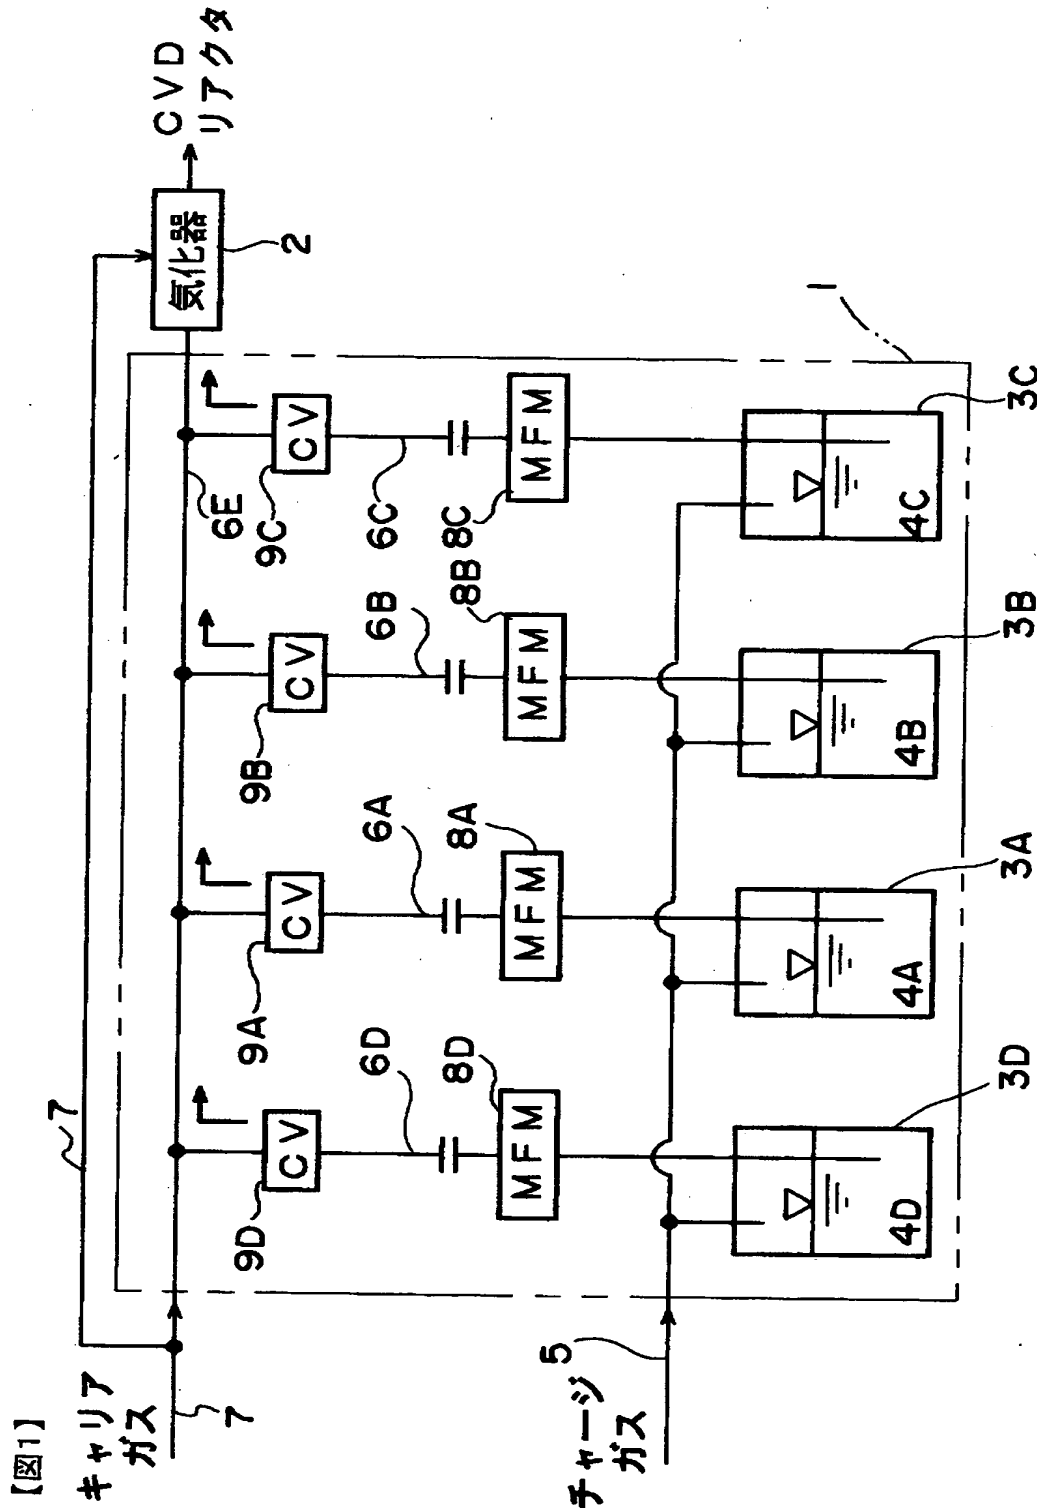 【図1】
キャリア
ガス
7
7
チャージ
ガス
5
気化器
2
CVD
リアクタ
1
6E
CV
9D
CV
9A
CV
9B
CV
9C
6D
6A
6B
6C
MFM
8D
MFM
8A
MFM
8B
MFM
8C
4D
3D
4A
3A
4B
3B
4C
3C